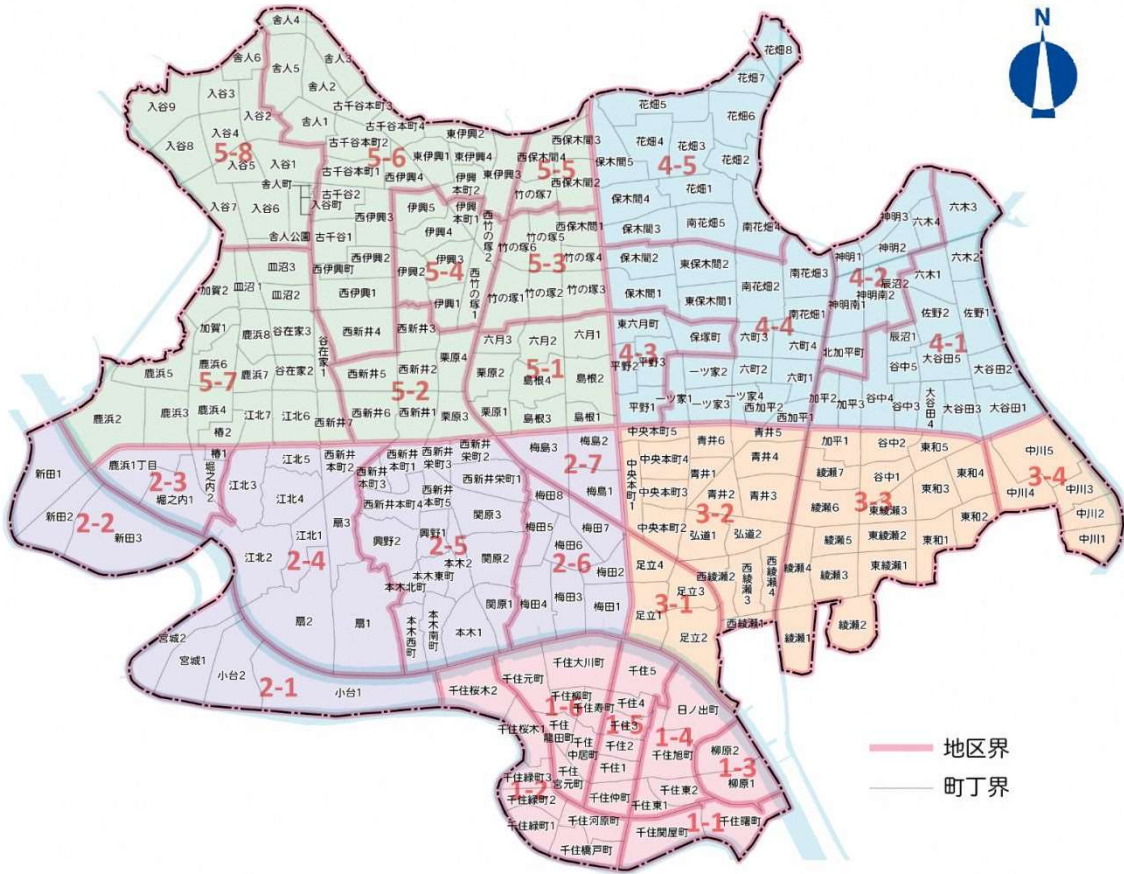 N
舎人4
舎人6
舎人5
舎人3
舎人2
舎人1
入谷9
入谷3
入谷2
入谷4
入谷8
5-8
入谷5
入谷1
舎人町
入谷町
入谷7
入谷6
舎人公園
古千谷本町3
古千谷本町4
古千谷本町2
5-6
古千谷本町1
古千谷2
古千谷1
東伊興2
東伊興1
東伊興4
東伊興3
西伊興4
伊興本町2
伊興本町1
西伊興3
西伊興2
西伊興町
西伊興1
伊興5
伊興4
伊興3
5-4
伊興2
伊興1
西竹の塚2
西竹の塚1
西保木間3
西保木間4
5-5
西保木間2
竹の塚7
西保木間1
竹の塚5
竹の塚6
竹の塚4
5-3
竹の塚1
竹の塚2
竹の塚3
花畑8
花畑7
花畑5
花畑6
花畑4
花畑3
保木間5
4-5
花畑2
花畑1
保木間4
保木間3
南花畑5
南花畑4
保木間2
東保木間2
南花畑3
保木間1
東保木間1
南花畑2
南花畑1
4-4
東六月町
保塚町
4-3
平野3
平野2
平野1
六町3
六町4
六町2
六町1
一ツ家2
一ツ家1
一ツ家3
一ツ家4
西加平2
西加平1
神明3
六木4
六木3
神明2
神明1
4-2
六木2
六木1
辰沼2
神明南2
神明南1
佐野2
佐野1
辰沼1
4-1
北加平町
大谷田5
谷中5
大谷田2
加平2
加平3
谷中4
谷中3
大谷田4
大谷田3
大谷田1
皿沼3
加賀2
皿沼1
皿沼2
加賀1
鹿浜8
谷在家3
谷在家1
鹿浜6
鹿浜5
鹿浜7
谷在家2
5-7
鹿浜2
鹿浜3
鹿浜4
江北7
江北6
椿2
西新井4
西新井3
西新井5
西新井2
5-2
西新井6
西新井1
西新井7
栗原4
栗原3
六月3
六月2
六月1
栗原2
5-1
島根4
島根2
栗原1
島根3
島根1
新田1
鹿浜1丁目
椿1
2-3
堀之内1
堀之内2
2-2
新田2
新田3
江北5
江北3
江北4
江北1
江北2
2-4
扇3
扇2
扇1
西新井本町2
西新井本町1
西新井本町3
西新井本町4
西新井本町5
西新井栄町3
西新井栄町2
西新井栄町1
興野1
興野2
2-5
関原3
関原2
関原1
本木2
本木東町
本木北町
本木西町
本木南町
本木1
梅島3
梅島2
2-7
梅島1
梅田8
梅田5
梅田7
梅田6
2-6
梅田2
梅田3
梅田4
梅田1
中央本町5
中央本町4
中央本町1
中央本町3
中央本町2
青井6
青井5
青井4
青井1
青井2
青井3
3-2
弘道1
弘道2
足立4
足立3
3-1
足立1
足立2
西綾瀬2
西綾瀬3
西綾瀬4
西綾瀬1
加平1
谷中2
東和5
綾瀬7
谷中1
東和4
3-3
東和3
綾瀬6
東綾瀬3
東和2
綾瀬5
東綾瀬2
東和1
綾瀬4
綾瀬3
東綾瀬1
綾瀬1
綾瀬2
中川5
3-4
中川4
中川3
中川2
中川1
宮城2
宮城1
小台2
2-1
小台1
千住大川町
千住5
千住元町
千住桜木2
千住柳町
1-6
千住寿町
千住4
日ノ出町
千住桜木1
千住龍田町
千住3
1-5
1-4
千住中居町
千住2
千住旭町
柳原2
1-3
柳原1
千住緑町3
千住宮元町
千住1
1-2
千住緑町2
千住仲町
千住東2
千住東1
千住緑町1
千住河原町
1-1
千住曙町
千住関屋町
千住橋戸町
地区界
町丁界